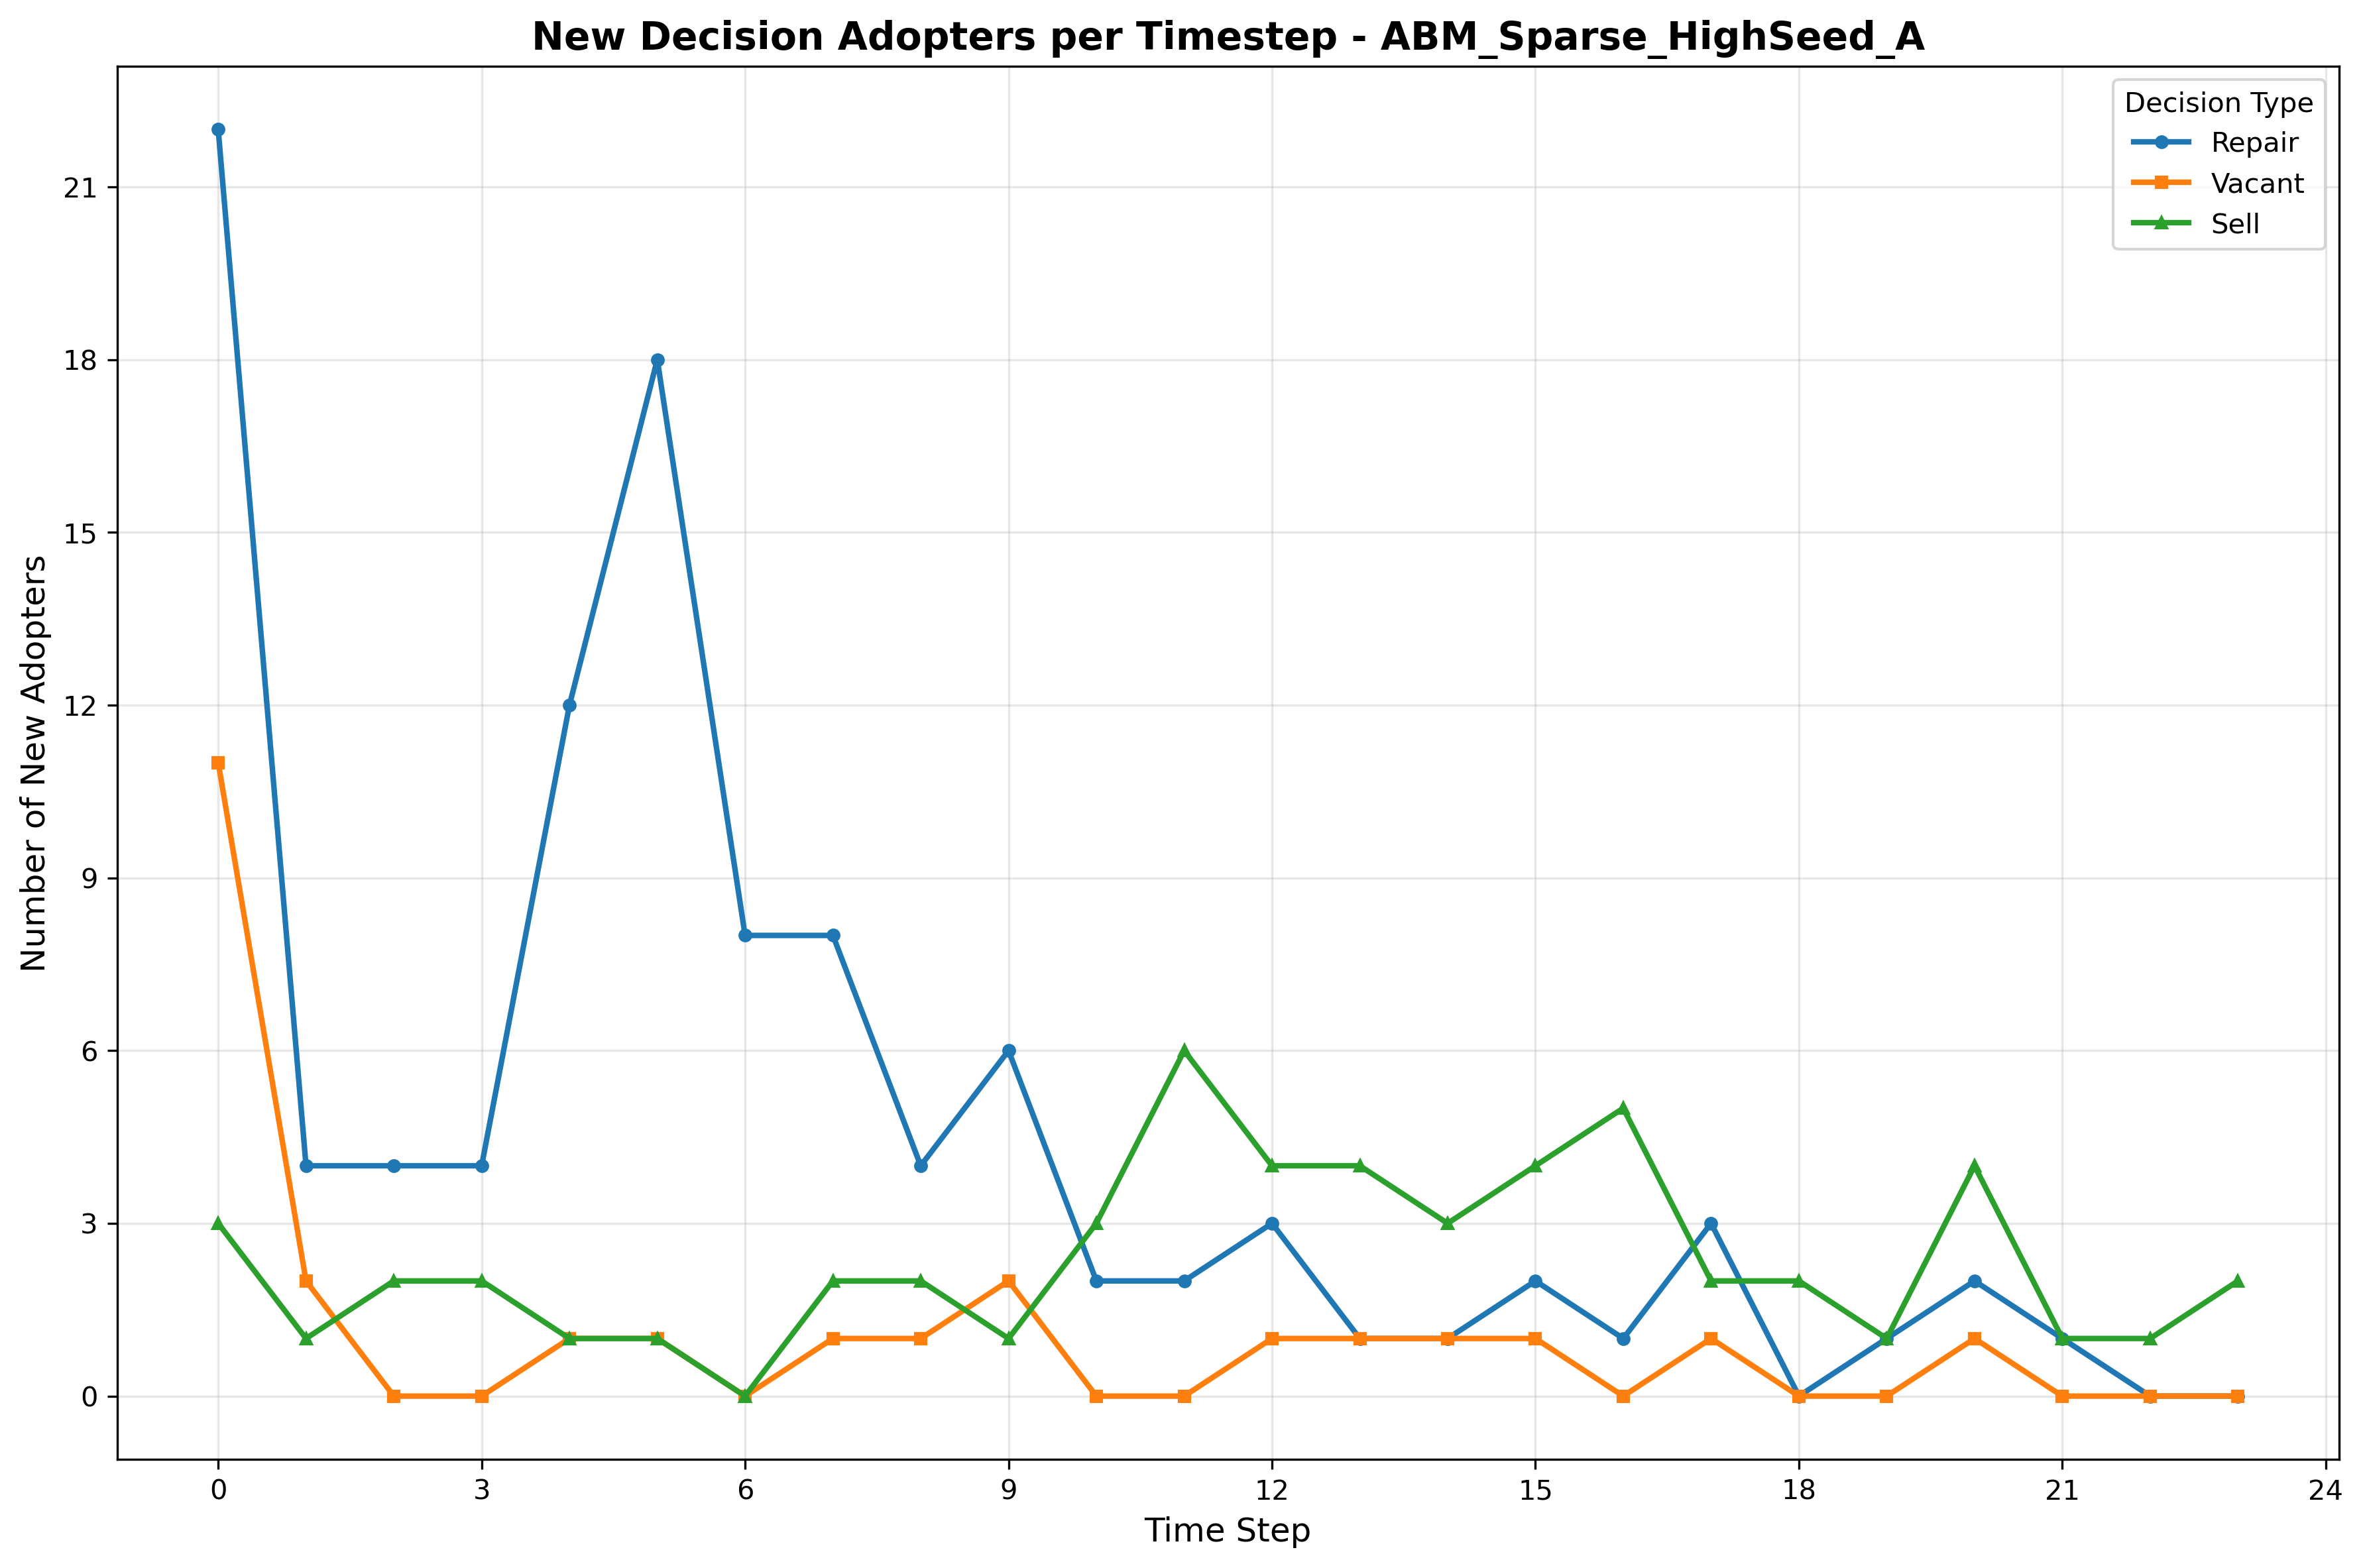 New Decision Adopters per Timestep - ABM_Sparse_HighSeed_A
Decision Type
Repair
Vacant
Sell
Number of New Adopters
21
18
15
12
9
6
3
0
0 3 6 9 12 15 18 21 24
Time Step